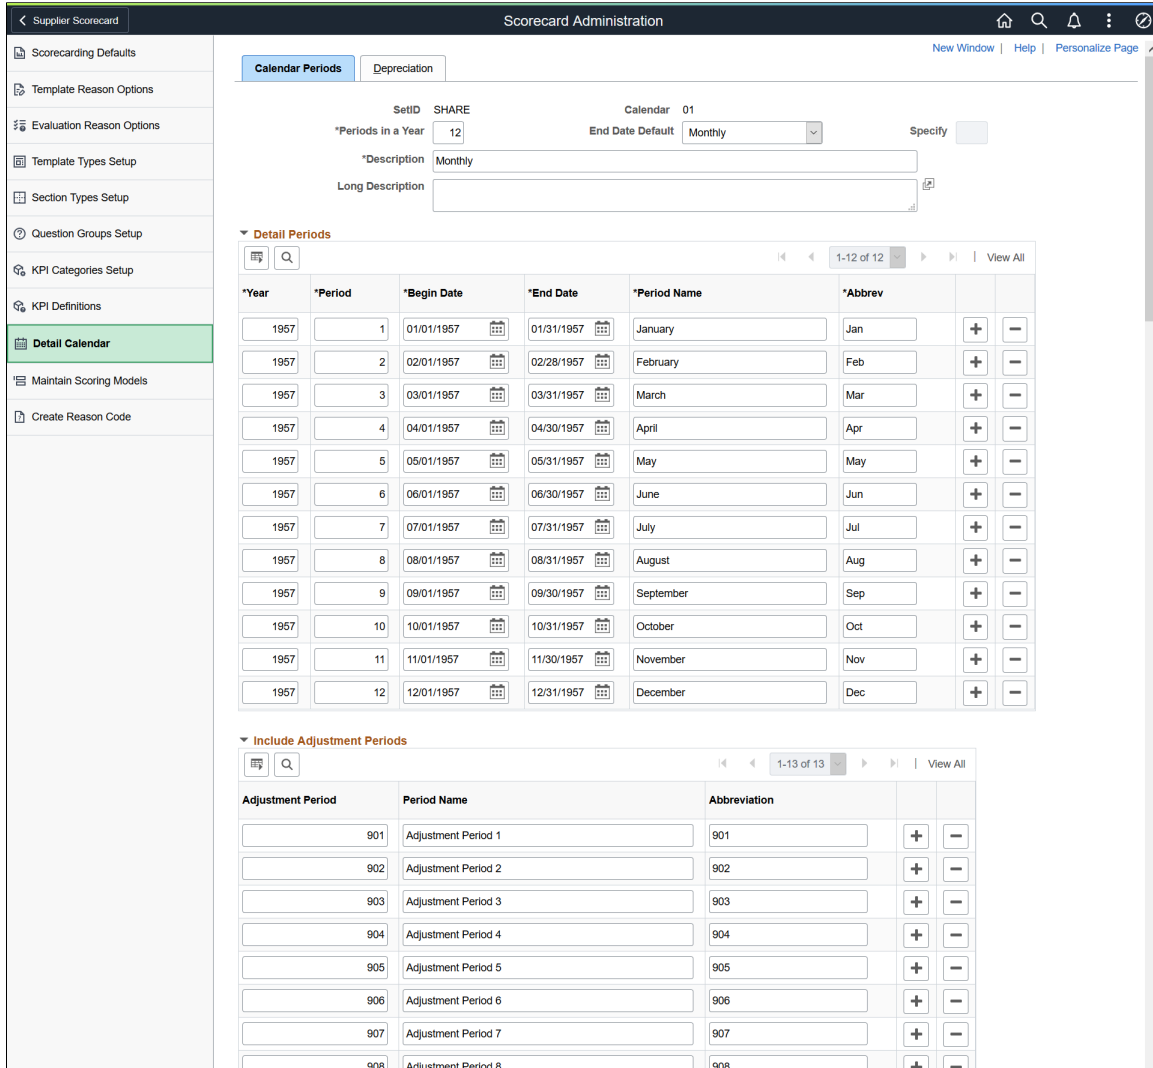 Supplier Scorecard
Scorecard Administration
Scorecarding Defaults
Template Reason Options
Evaluation Reason Options
Template Types Setup
Section Types Setup
Question Groups Setup
KPI Categories Setup
KPI Definitions
Detail Calendar
Maintain Scoring Models
Create Reason Code
New Window | Help | Personalize Page
Calendar Periods Depreciation
SetID SHARE Calendar 01
*Periods in a Year 12 End Date Default Monthly Specify
*Description Monthly
Long Description
Detail Periods
1-12 of 12 | View All
*Year *Period *Begin Date *End Date *Period Name *Abbrev
1957 1 01/01/1957 01/31/1957 January Jan
1957 2 02/01/1957 02/28/1957 February Feb
1957 3 03/01/1957 03/31/1957 March Mar
1957 4 04/01/1957 04/30/1957 April Apr
1957 5 05/01/1957 05/31/1957 May May
1957 6 06/01/1957 06/30/1957 June Jun
1957 7 07/01/1957 07/31/1957 July Jul
1957 8 08/01/1957 08/31/1957 August Aug
1957 9 09/01/1957 09/30/1957 September Sep
1957 10 10/01/1957 10/31/1957 October Oct
1957 11 11/01/1957 11/30/1957 November Nov
1957 12 12/01/1957 12/31/1957 December Dec
Include Adjustment Periods
1-13 of 13 | View All
Adjustment Period Period Name Abbreviation
901 Adjustment Period 1 901
902 Adjustment Period 2 902
903 Adjustment Period 3 903
904 Adjustment Period 4 904
905 Adjustment Period 5 905
906 Adjustment Period 6 906
907 Adjustment Period 7 907
908 Adjustment Period 8 908